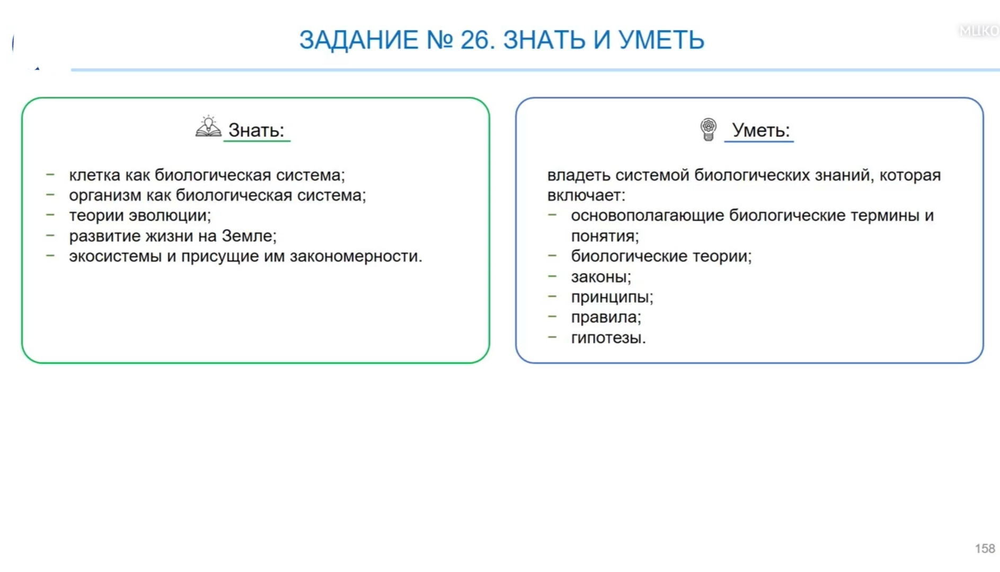 ЗАДАНИЕ № 26. ЗНАТЬ И УМЕТЬ
МЦКО
Знать:
– клетка как биологическая система;
– организм как биологическая система;
– теории эволюции;
– развитие жизни на Земле;
– экосистемы и присущие им закономерности.
Уметь:
владеть системой биологических знаний, которая
включает:
– основополагающие биологические термины и
понятия;
– биологические теории;
– законы;
– принципы;
– правила;
– гипотезы.
158